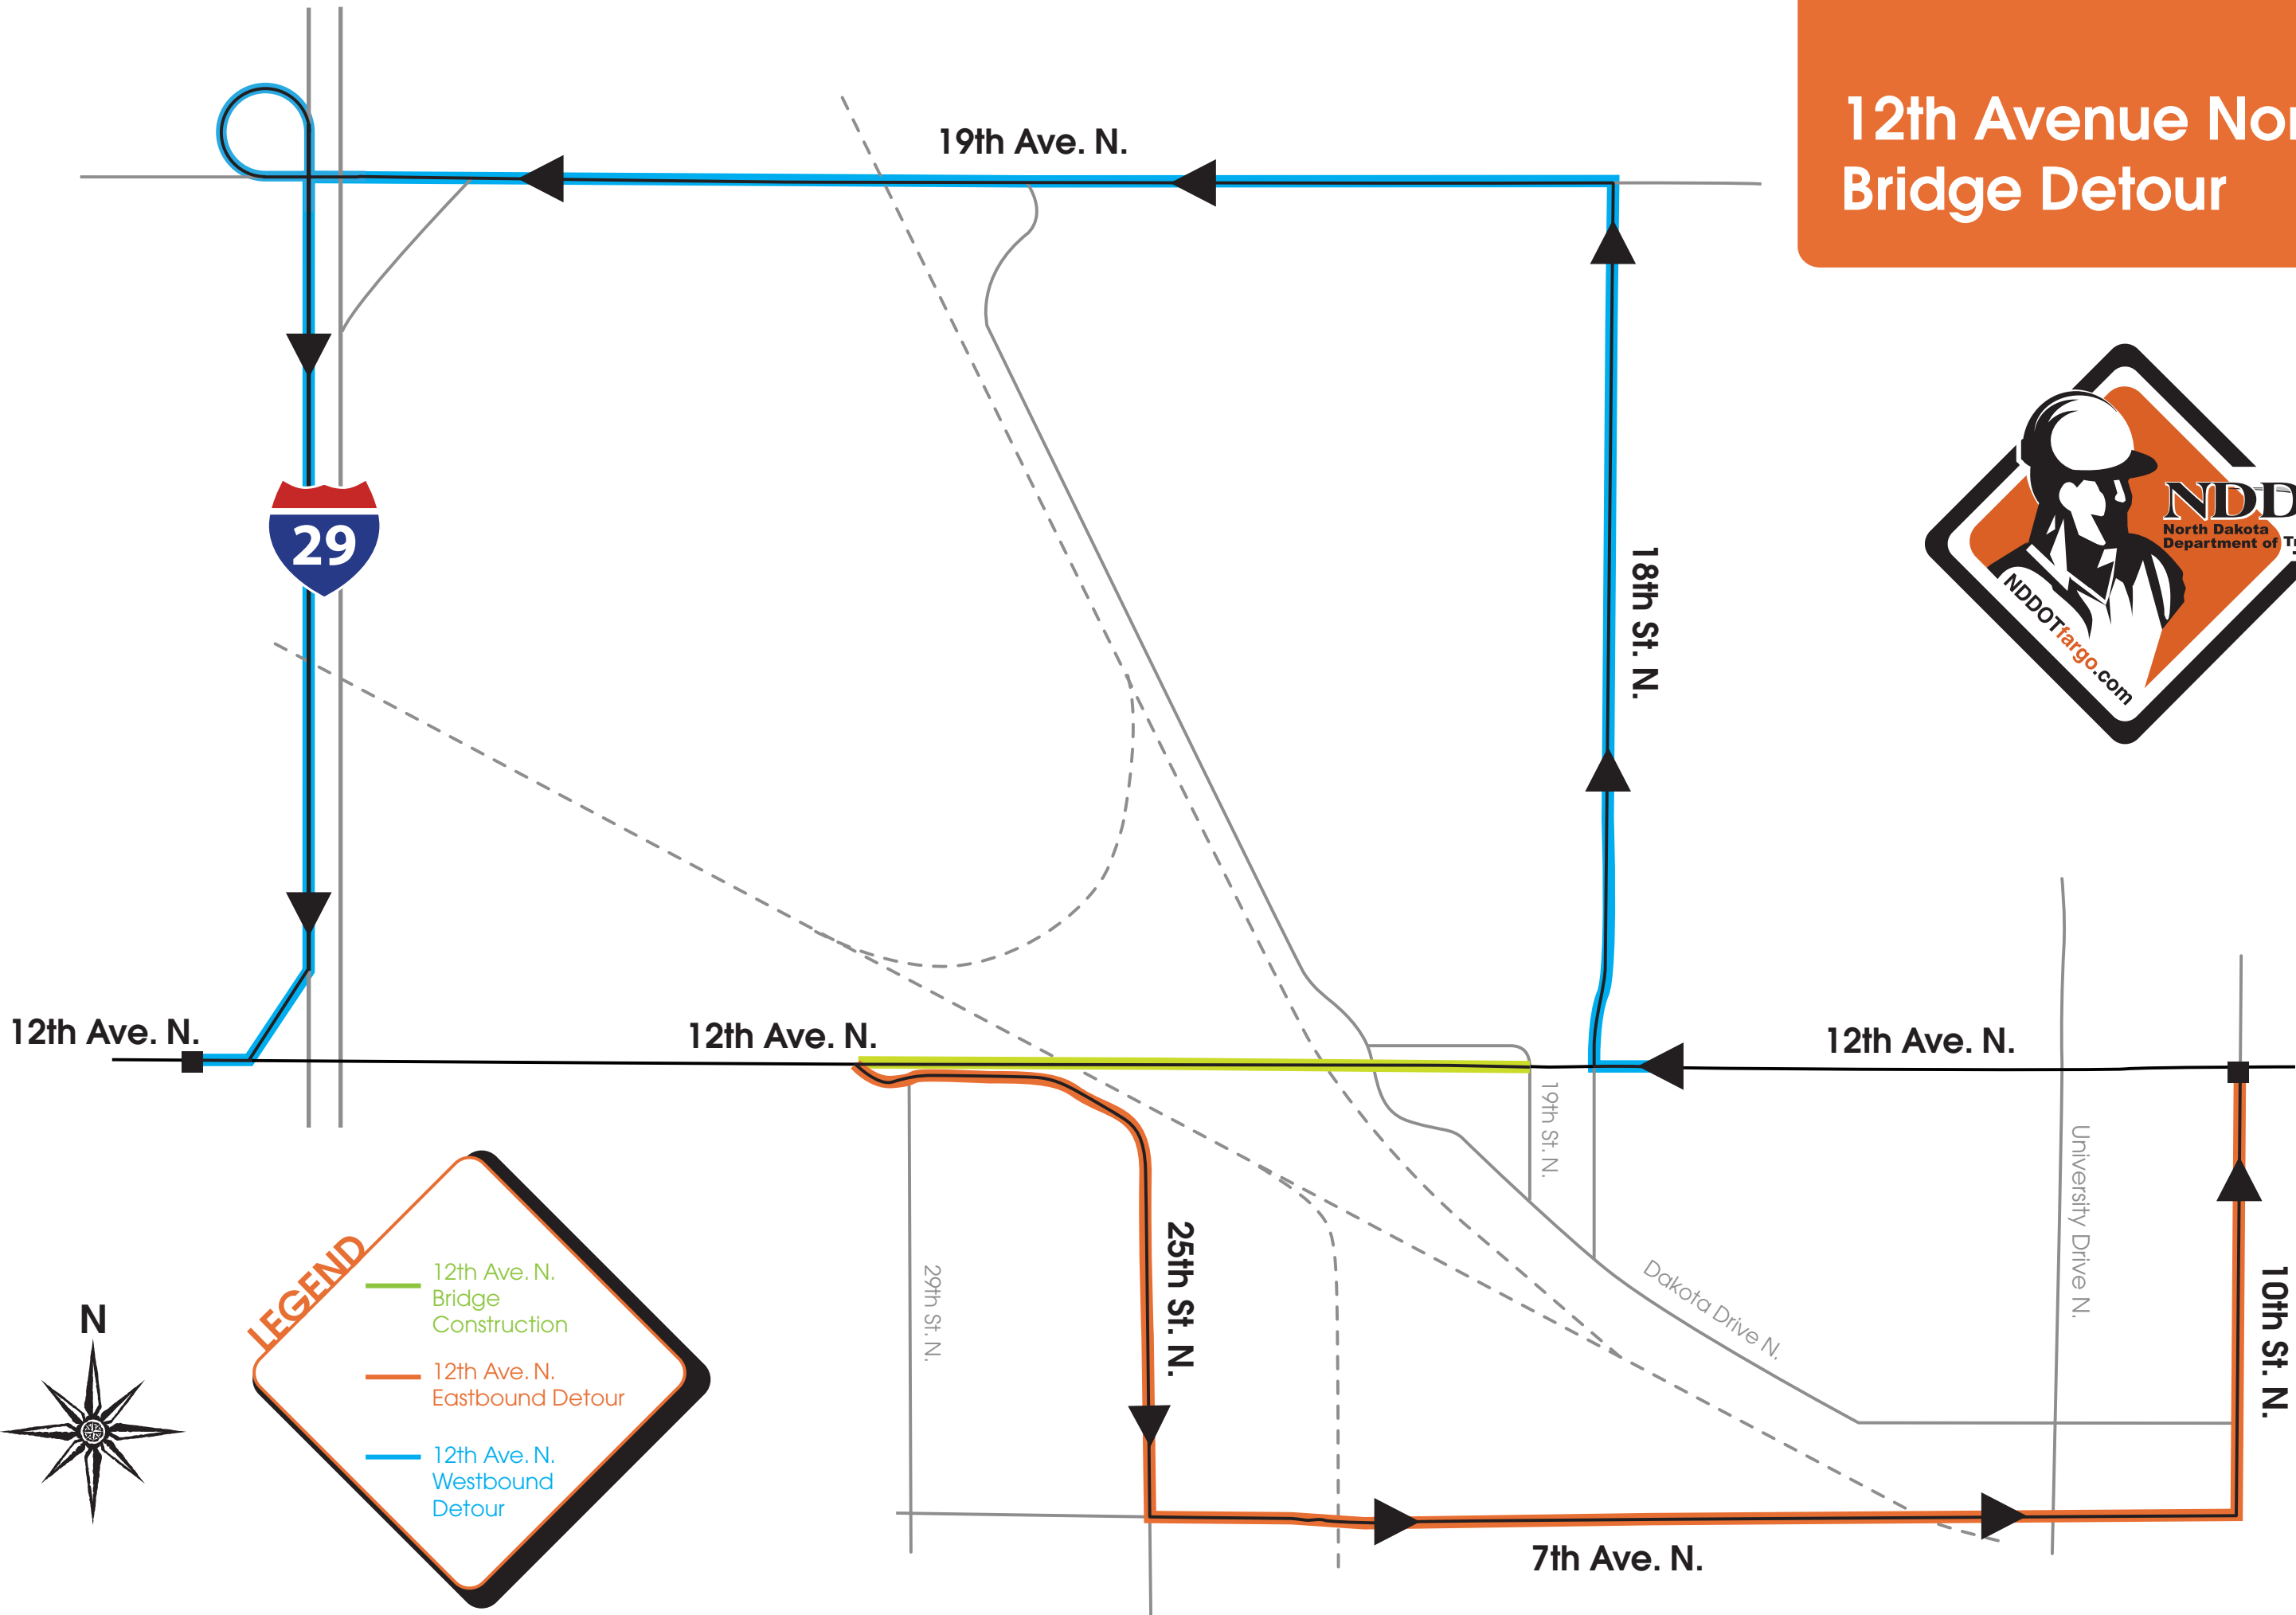 12th Avenue Nor
Bridge Detour
19th Ave. N.
29
18th St. N.
NDD
North Dakota
Department of Tr
NDDOTfargo.com
12th Ave. N.
12th Ave. N.
12th Ave. N.
19th St. N.
University Drive N.
25th St. N.
29th St. N.
Dakota Drive N.
10th St. N.
7th Ave. N.
N
LEGEND
12th Ave. N.
Bridge
Construction
12th Ave. N.
Eastbound Detour
12th Ave. N.
Westbound
Detour